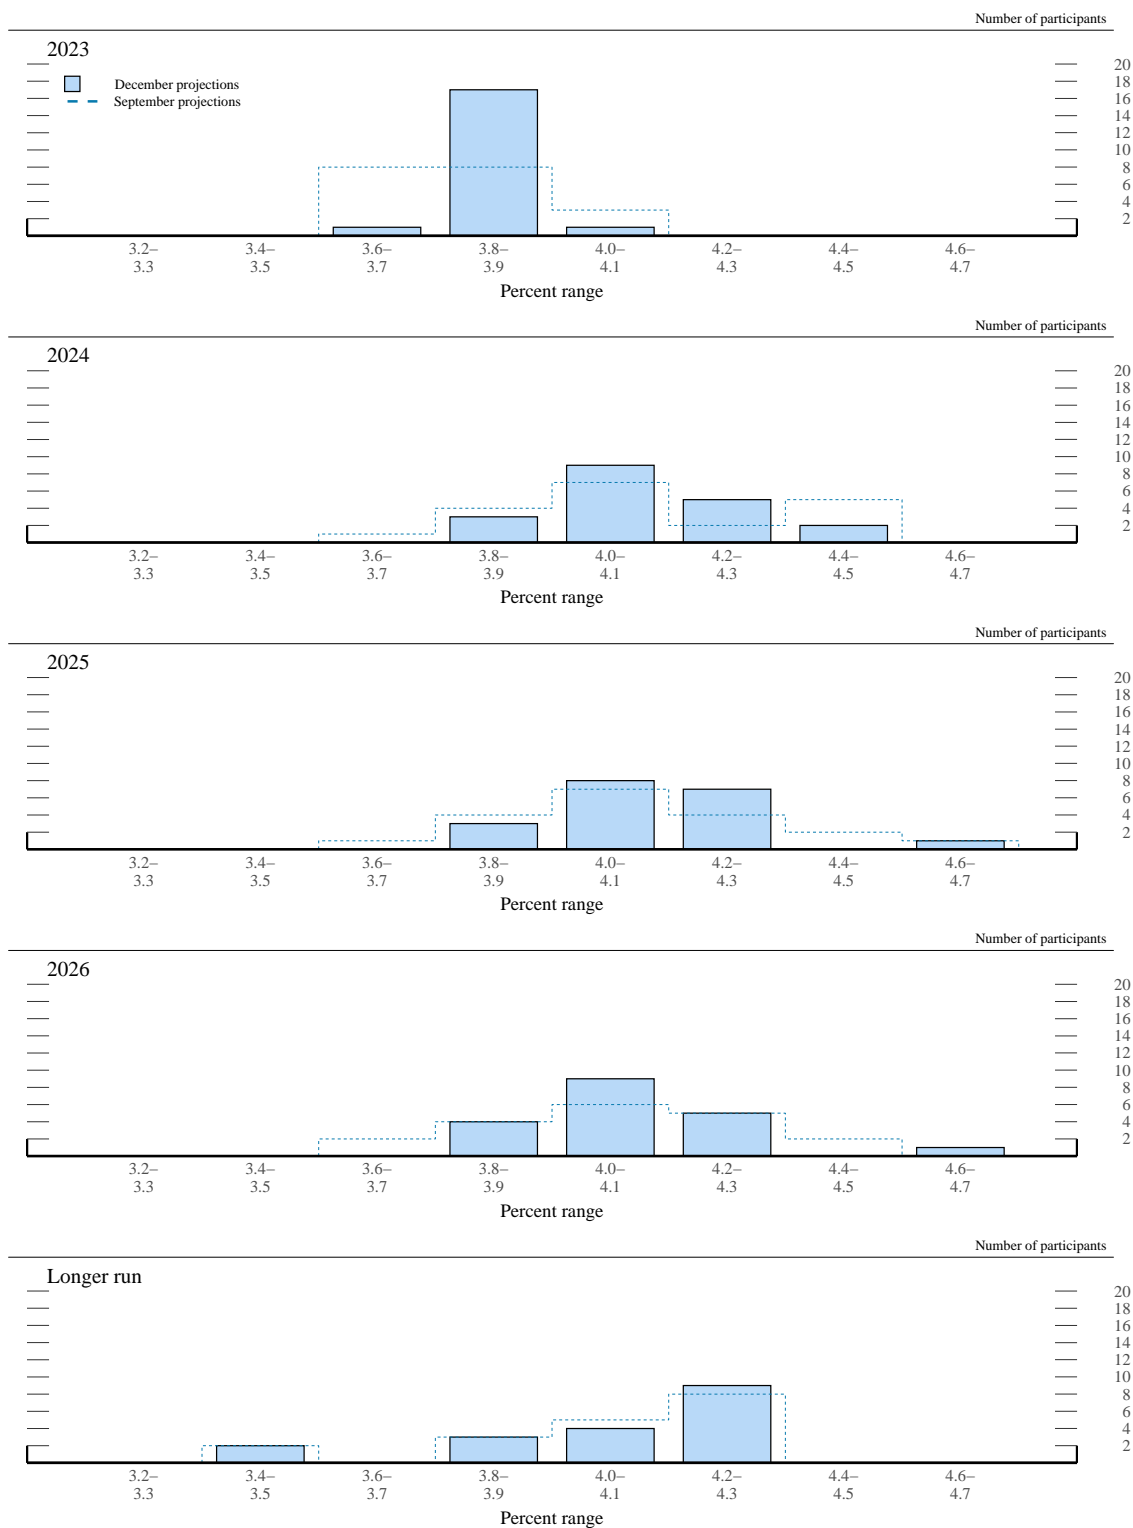 Number of participants
2023
December projections
September projections
20
18
16
14
12
10
8
6
4
2
3.2– 3.4– 3.6– 3.8– 4.0– 4.2– 4.4– 4.6–
3.3 3.5 3.7 3.9 4.1 4.3 4.5 4.7
Percent range
Number of participants
2024
20
18
16
14
12
10
8
6
4
2
3.2– 3.4– 3.6– 3.8– 4.0– 4.2– 4.4– 4.6–
3.3 3.5 3.7 3.9 4.1 4.3 4.5 4.7
Percent range
Number of participants
2025
20
18
16
14
12
10
8
6
4
2
3.2– 3.4– 3.6– 3.8– 4.0– 4.2– 4.4– 4.6–
3.3 3.5 3.7 3.9 4.1 4.3 4.5 4.7
Percent range
Number of participants
2026
20
18
16
14
12
10
8
6
4
2
3.2– 3.4– 3.6– 3.8– 4.0– 4.2– 4.4– 4.6–
3.3 3.5 3.7 3.9 4.1 4.3 4.5 4.7
Percent range
Number of participants
Longer run
20
18
16
14
12
10
8
6
4
2
3.2– 3.4– 3.6– 3.8– 4.0– 4.2– 4.4– 4.6–
3.3 3.5 3.7 3.9 4.1 4.3 4.5 4.7
Percent range